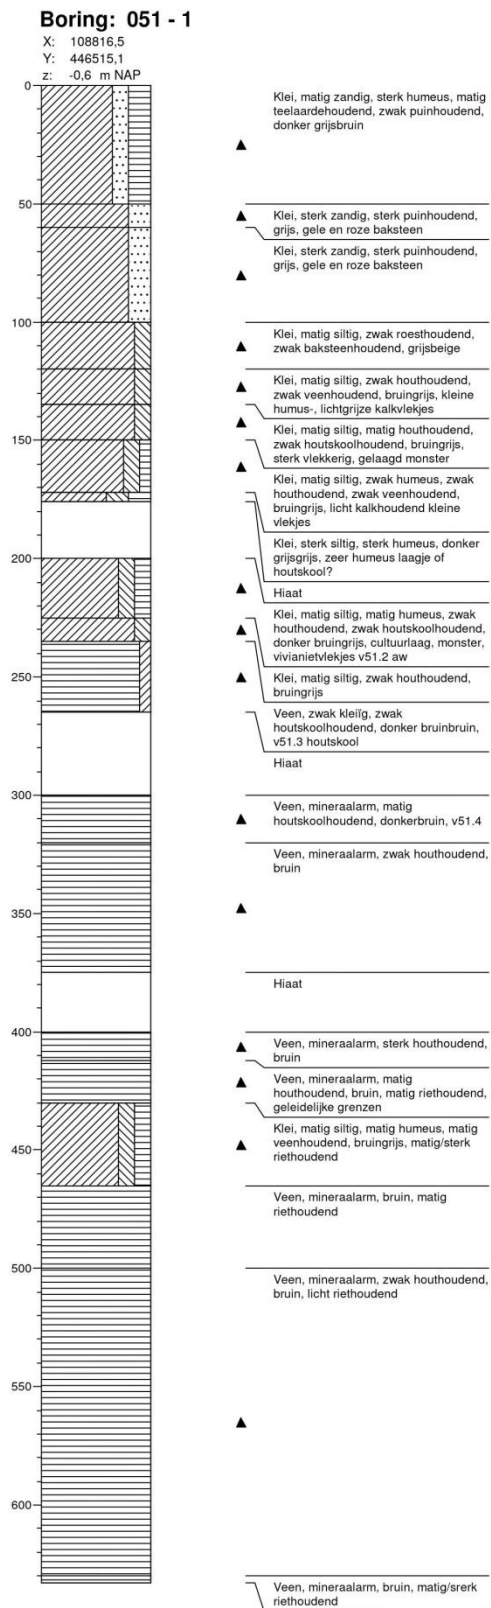 Boring: 051 - 1
X: 108816,5
Y: 446515,1
z: -0,6 m NAP
0
Klei, matig zandig, sterk humeus, matig
teelaardehoudend, zwak puinhoudend,
donker grijsbruin
50
Klei, sterk zandig, sterk puinhoudend,
grijs, gele en roze baksteen
Klei, sterk zandig, sterk puinhoudend,
grijs, gele en roze baksteen
100
Klei, matig siltig, zwak roesthoudend,
zwak baksteenhoudend, grijsbeige
Klei, matig siltig, zwak houthoudend,
zwak veenhoudend, bruingrijs, kleine
humus-, lichtgrijze kalkvlekjes
Klei, matig siltig, matig houthoudend,
zwak houtskoolhoudend, bruingrijs,
sterk vlekkerig, gelaagd monster
150
Klei, matig siltig, zwak humeus, zwak
houthoudend, zwak veenhoudend,
bruingrijs, licht kalkhoudend kleine
vlekjes
Klei, sterk siltig, sterk humeus, donker
grijsgrijs, zeer humeus laagje of
houtskool?
200
Hiaat
Klei, matig siltig, matig humeus, zwak
houthoudend, zwak houtskoolhoudend,
donker bruingrijs, cultuurlaag, monster,
vivianietvlekjes v51.2 aw
Klei, matig siltig, zwak houthoudend,
bruingrijs
250
Veen, zwak kleiïg, zwak
houtskoolhoudend, donker bruinbruin,
v51.3 houtskool
Hiaat
300
Veen, mineraalarm, matig
houtskoolhoudend, donkerbruin, v51.4
Veen, mineraalarm, zwak houthoudend,
bruin
350
Hiaat
400
Veen, mineraalarm, sterk houthoudend,
bruin
Veen, mineraalarm, matig
houthoudend, bruin, matig riethoudend,
geleidelijke grenzen
Klei, matig siltig, matig humeus, matig
veenhoudend, bruingrijs, matig/sterk
riethoudend
450
Veen, mineraalarm, bruin, matig
riethoudend
500
Veen, mineraalarm, zwak houthoudend,
bruin, licht riethoudend
550
600
Veen, mineraalarm, bruin, matig/srerk
riethoudend